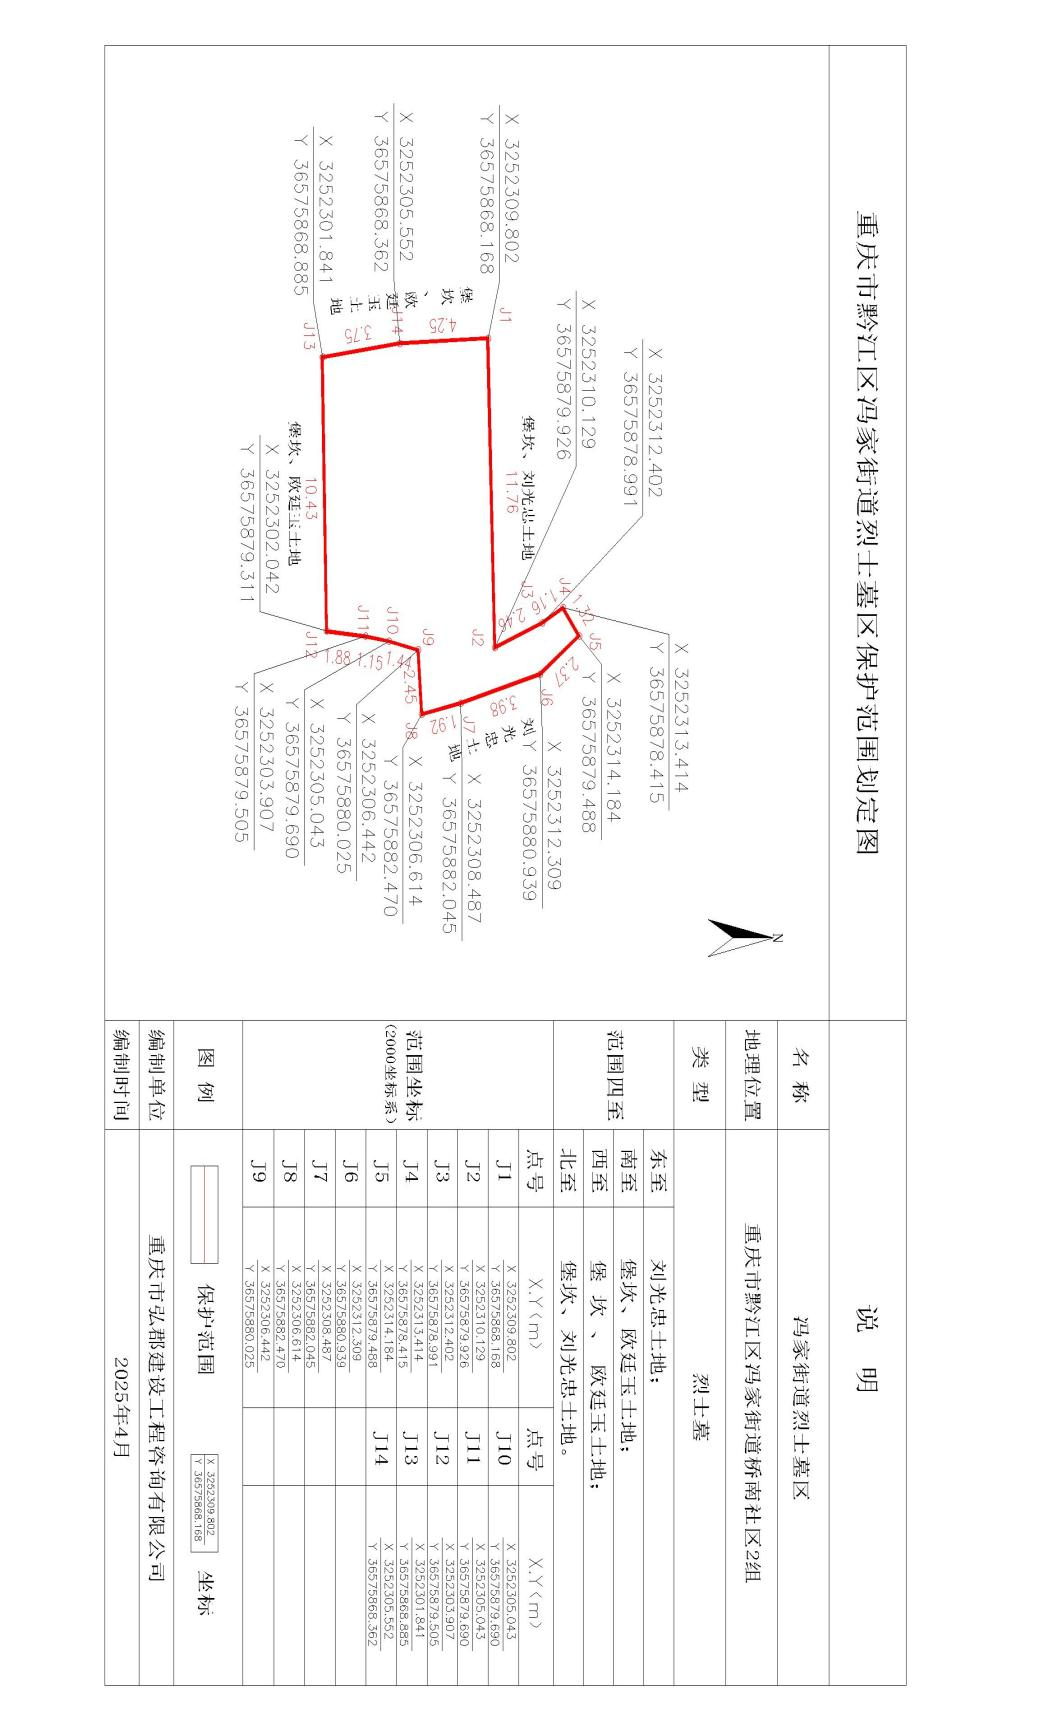 重庆市黔江区冯家街道烈士墓区保护范围划定图
N
X 3252313.414
Y 36575878.415
X 3252312.402
Y 36575878.991
X 3252314.184
Y 36575879.488
X 3252310.129
Y 36575879.926
X 3252312.309
Y 36575880.939
X 3252309.802
Y 36575868.168
X 3252308.487
Y 36575882.045
X 3252305.552
Y 36575868.362
X 3252306.614
Y 36575882.470
X 3252301.841
Y 36575868.885
X 3252306.442
Y 36575880.025
X 3252305.043
Y 36575879.690
X 3252302.042
Y 36575879.311
X 3252303.907
Y 36575879.505
J1
J2
J3
J4
J5
J6
J7
J8
J9
J10
J11
J12
J13
J14
11.76
2.46
1.16
1.32
2.37
3.98
1.92
2.45
1.44
1.15
1.88
10.43
3.75
4.25
堡坎、刘光忠土地
刘光忠土地
堡坎、欧廷玉土地
堡坎、欧廷玉土地
说 明
名 称 冯家街道烈士墓区
地理位置 重庆市黔江区冯家街道桥南社区2组
类 型 烈士墓
范围四至
东至 刘光忠土地;
南至 堡坎、欧廷玉土地;
西至 堡坎、欧廷玉土地;
北至 堡坎、刘光忠土地。
范围坐标
(2000坐标系)
点号 X.Y(m) 点号 X.Y(m)
J1 X 3252309.802 Y 36575868.168 J10 X 3252305.043 Y 36575879.690
J2 X 3252310.129 Y 36575879.926 J11 X 3252305.043 Y 36575879.690
J3 X 3252312.402 Y 36575878.991 J12 X 3252303.907 Y 36575879.505
J4 X 3252313.414 Y 36575878.415 J13 X 3252301.841 Y 36575868.885
J5 X 3252314.184 Y 36575879.488 J14 X 3252305.552 Y 36575868.362
J6 X 3252312.309 Y 36575880.939
J7 X 3252308.487 Y 36575882.045
J8 X 3252306.614 Y 36575882.470
J9 X 3252306.442 Y 36575880.025
图 例 保护范围 X 3252309.802 Y 36575868.168 坐标
编制单位 重庆市弘郡建设工程咨询有限公司
编制时间 2025年4月